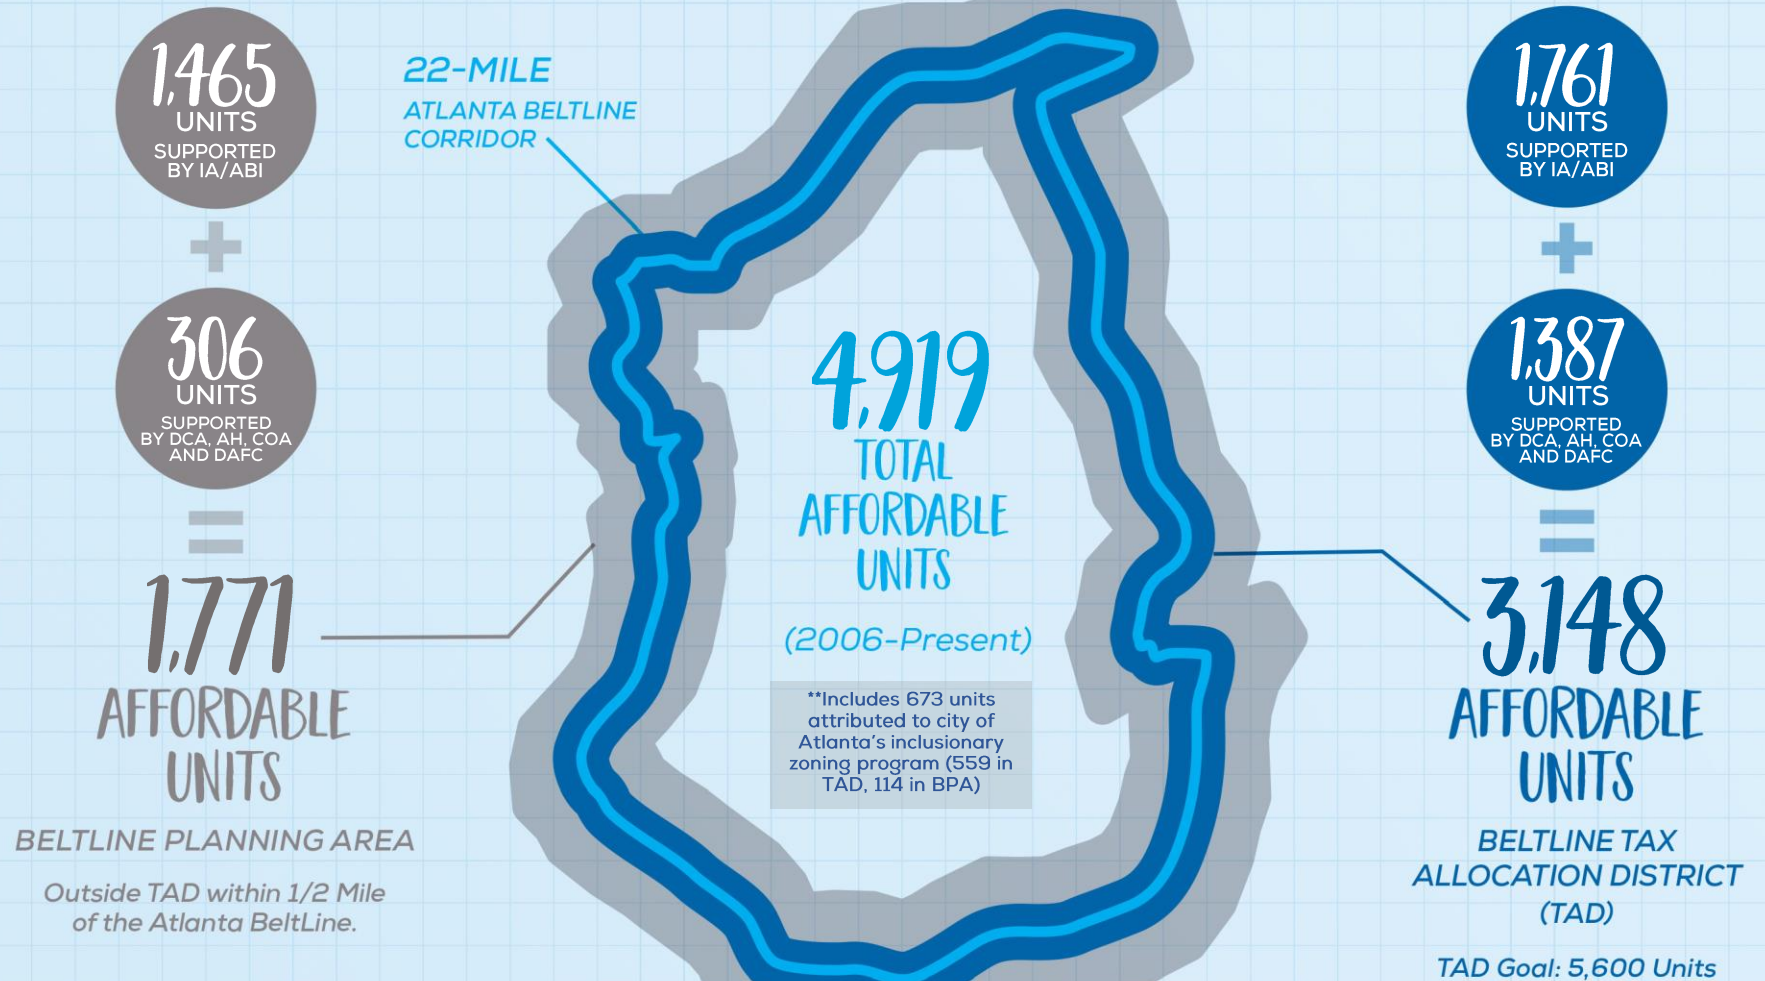 1,465
UNITS
SUPPORTED
BY IA/ABI
+
306
UNITS
SUPPORTED
BY DCA, AH, COA
AND DAFC
=
1,771
AFFORDABLE
UNITS
BELTLINE PLANNING AREA
Outside TAD within 1/2 Mile
of the Atlanta BeltLine.
22-MILE
ATLANTA BELTLINE
CORRIDOR
4,919
TOTAL
AFFORDABLE
UNITS
(2006-Present)
**Includes 673 units
attributed to city of
Atlanta's inclusionary
zoning program (559 in
TAD, 114 in BPA)
1,761
UNITS
SUPPORTED
BY IA/ABI
+
1,387
UNITS
SUPPORTED
BY DCA, AH, COA
AND DAFC
=
3,148
AFFORDABLE
UNITS
BELTLINE TAX
ALLOCATION DISTRICT
(TAD)
TAD Goal: 5,600 Units